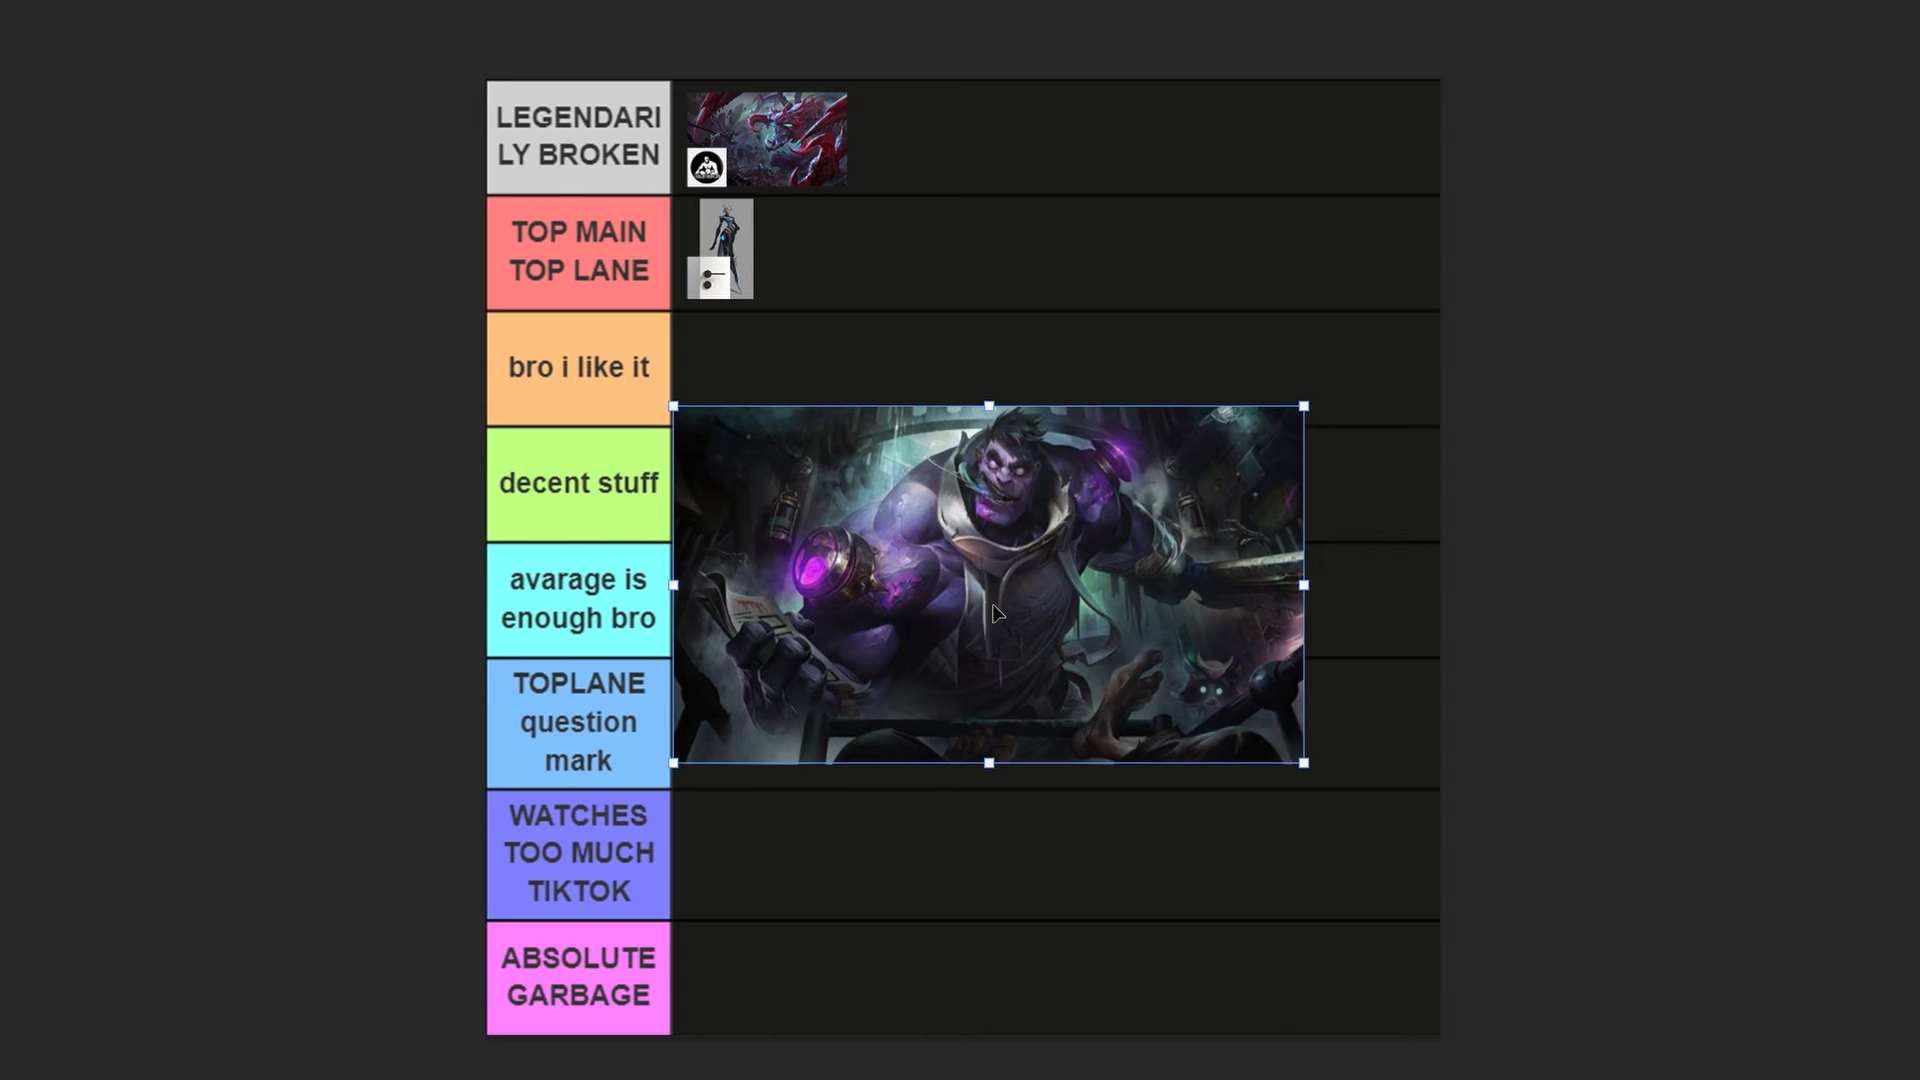 LEGENDARI
LY BROKEN
TOP MAIN
TOP LANE
bro i like it
decent stuff
avarage is
enough bro
TOPLANE
question
mark
WATCHES
TOO MUCH
TIKTOK
ABSOLUTE
GARBAGE